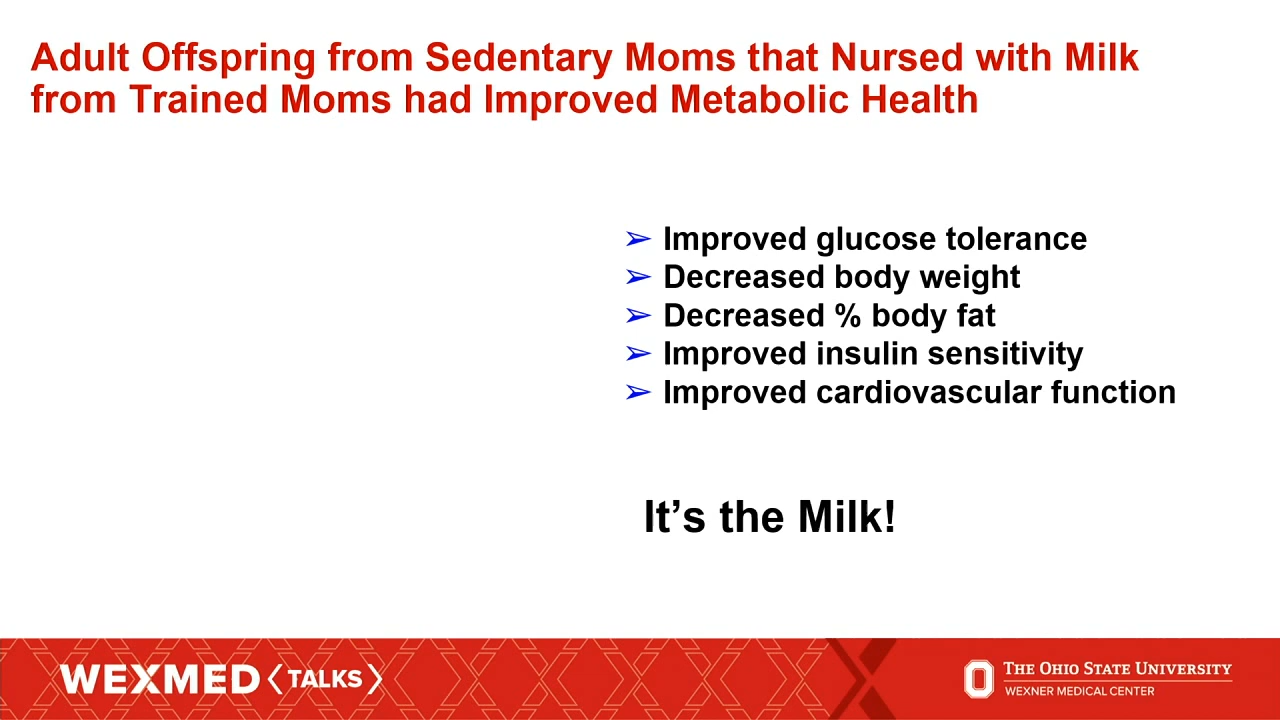 Adult Offspring from Sedentary Moms that Nursed with Milk
from Trained Moms had Improved Metabolic Health
➢ Improved glucose tolerance
➢ Decreased body weight
➢ Decreased % body fat
➢ Improved insulin sensitivity
➢ Improved cardiovascular function
It’s the Milk!
WEXMED ⟨TALKS⟩
THE OHIO STATE UNIVERSITY
WEXNER MEDICAL CENTER